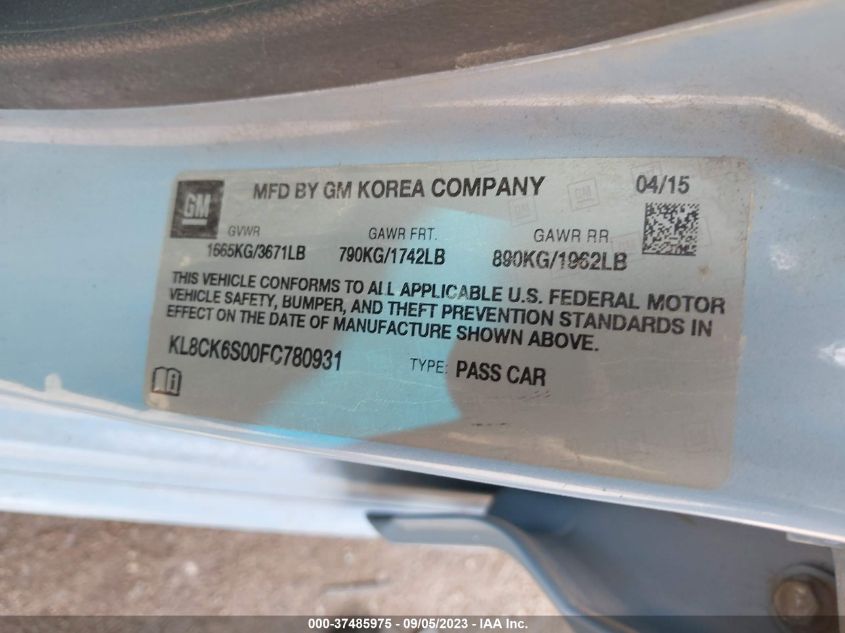 MFD BY GM KOREA COMPANY 04/15
GM
GVWR GAWR FRT. GAWR RR.
1665KG/3671LB 790KG/1742LB 890KG/1962LB
THIS VEHICLE CONFORMS TO ALL APPLICABLE U.S. FEDERAL MOTOR
VEHICLE SAFETY, BUMPER, AND THEFT PREVENTION STANDARDS IN
EFFECT ON THE DATE OF MANUFACTURE SHOWN ABOVE.
KL8CK6S00FC780931 TYPE: PASS CAR
000-37485975 - 09/05/2023 - IAA Inc.